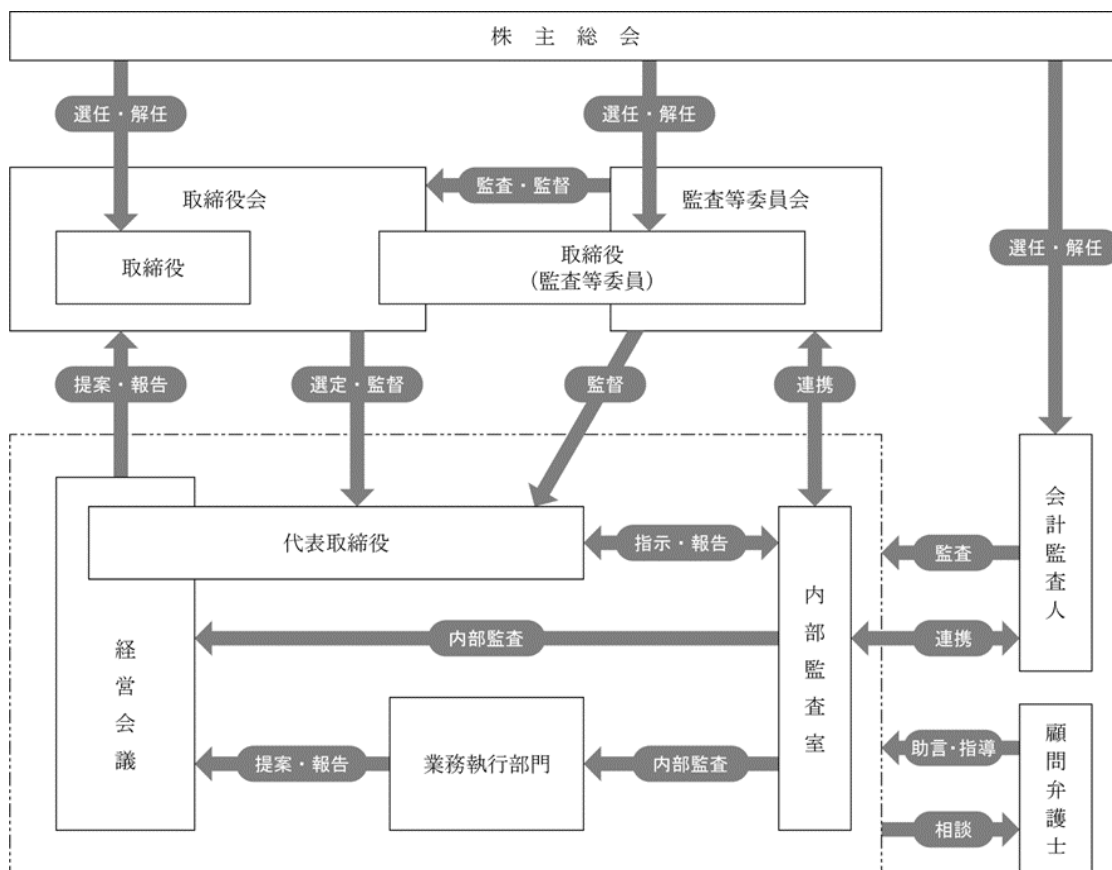 株主総会
選任・解任
選任・解任
監査・監督
取締役会
監査等委員会
取締役
取締役
（監査等委員）
選任・解任
提案・報告
選定・監督
監督
連携
代表取締役
指示・報告
会計監査人
監査
内部監査室
経営会議
内部監査
連携
業務執行部門
提案・報告
内部監査
顧問弁護士
助言・指導
相談